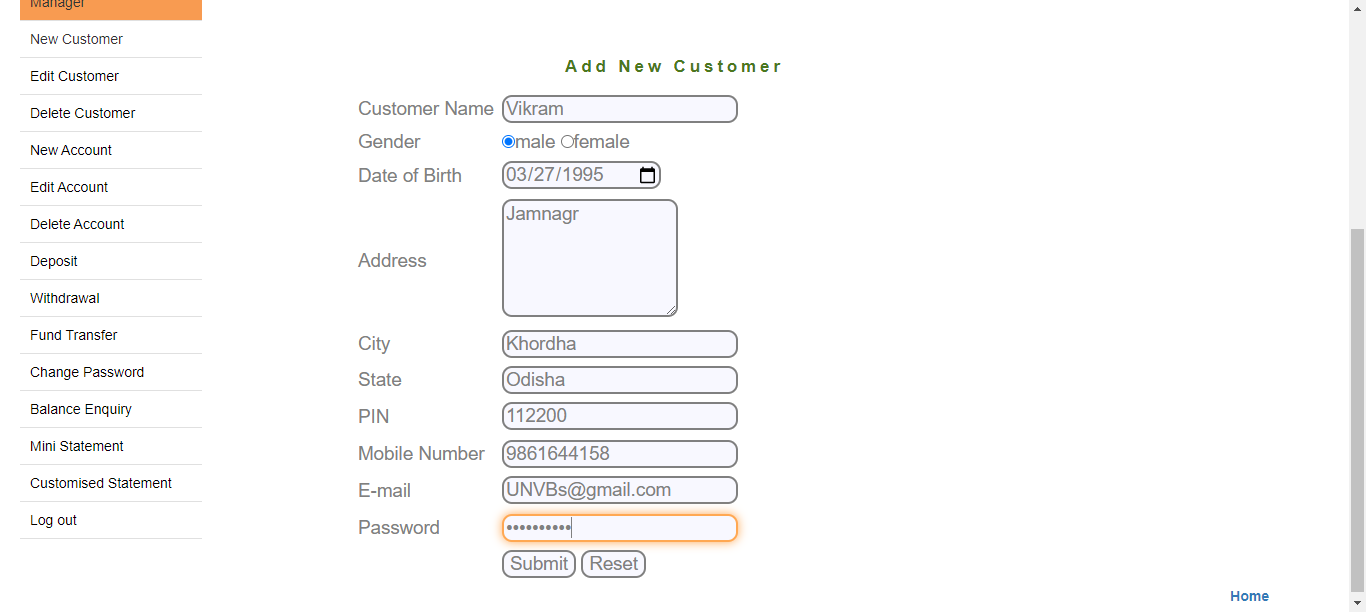 Manager
New Customer
Edit Customer
Delete Customer
New Account
Edit Account
Delete Account
Deposit
Withdrawal
Fund Transfer
Change Password
Balance Enquiry
Mini Statement
Customised Statement
Log out
Add New Customer
Customer Name Vikram
Gender male female
Date of Birth 03/27/1995
Address Jamnagr
City Khordha
State Odisha
PIN 112200
Mobile Number 9861644158
E-mail UNVBs@gmail.com
Password ••••••••••
Submit Reset
Home